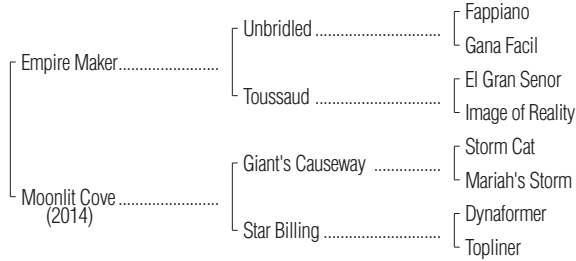 Fappiano
Unbridled
Gana Facil
Empire Maker
El Gran Senor
Toussaud
Image of Reality
Storm Cat
Giant's Causeway
Mariah's Storm
Moonlit Cove
(2014)
Dynaformer
Star Billing
Topliner